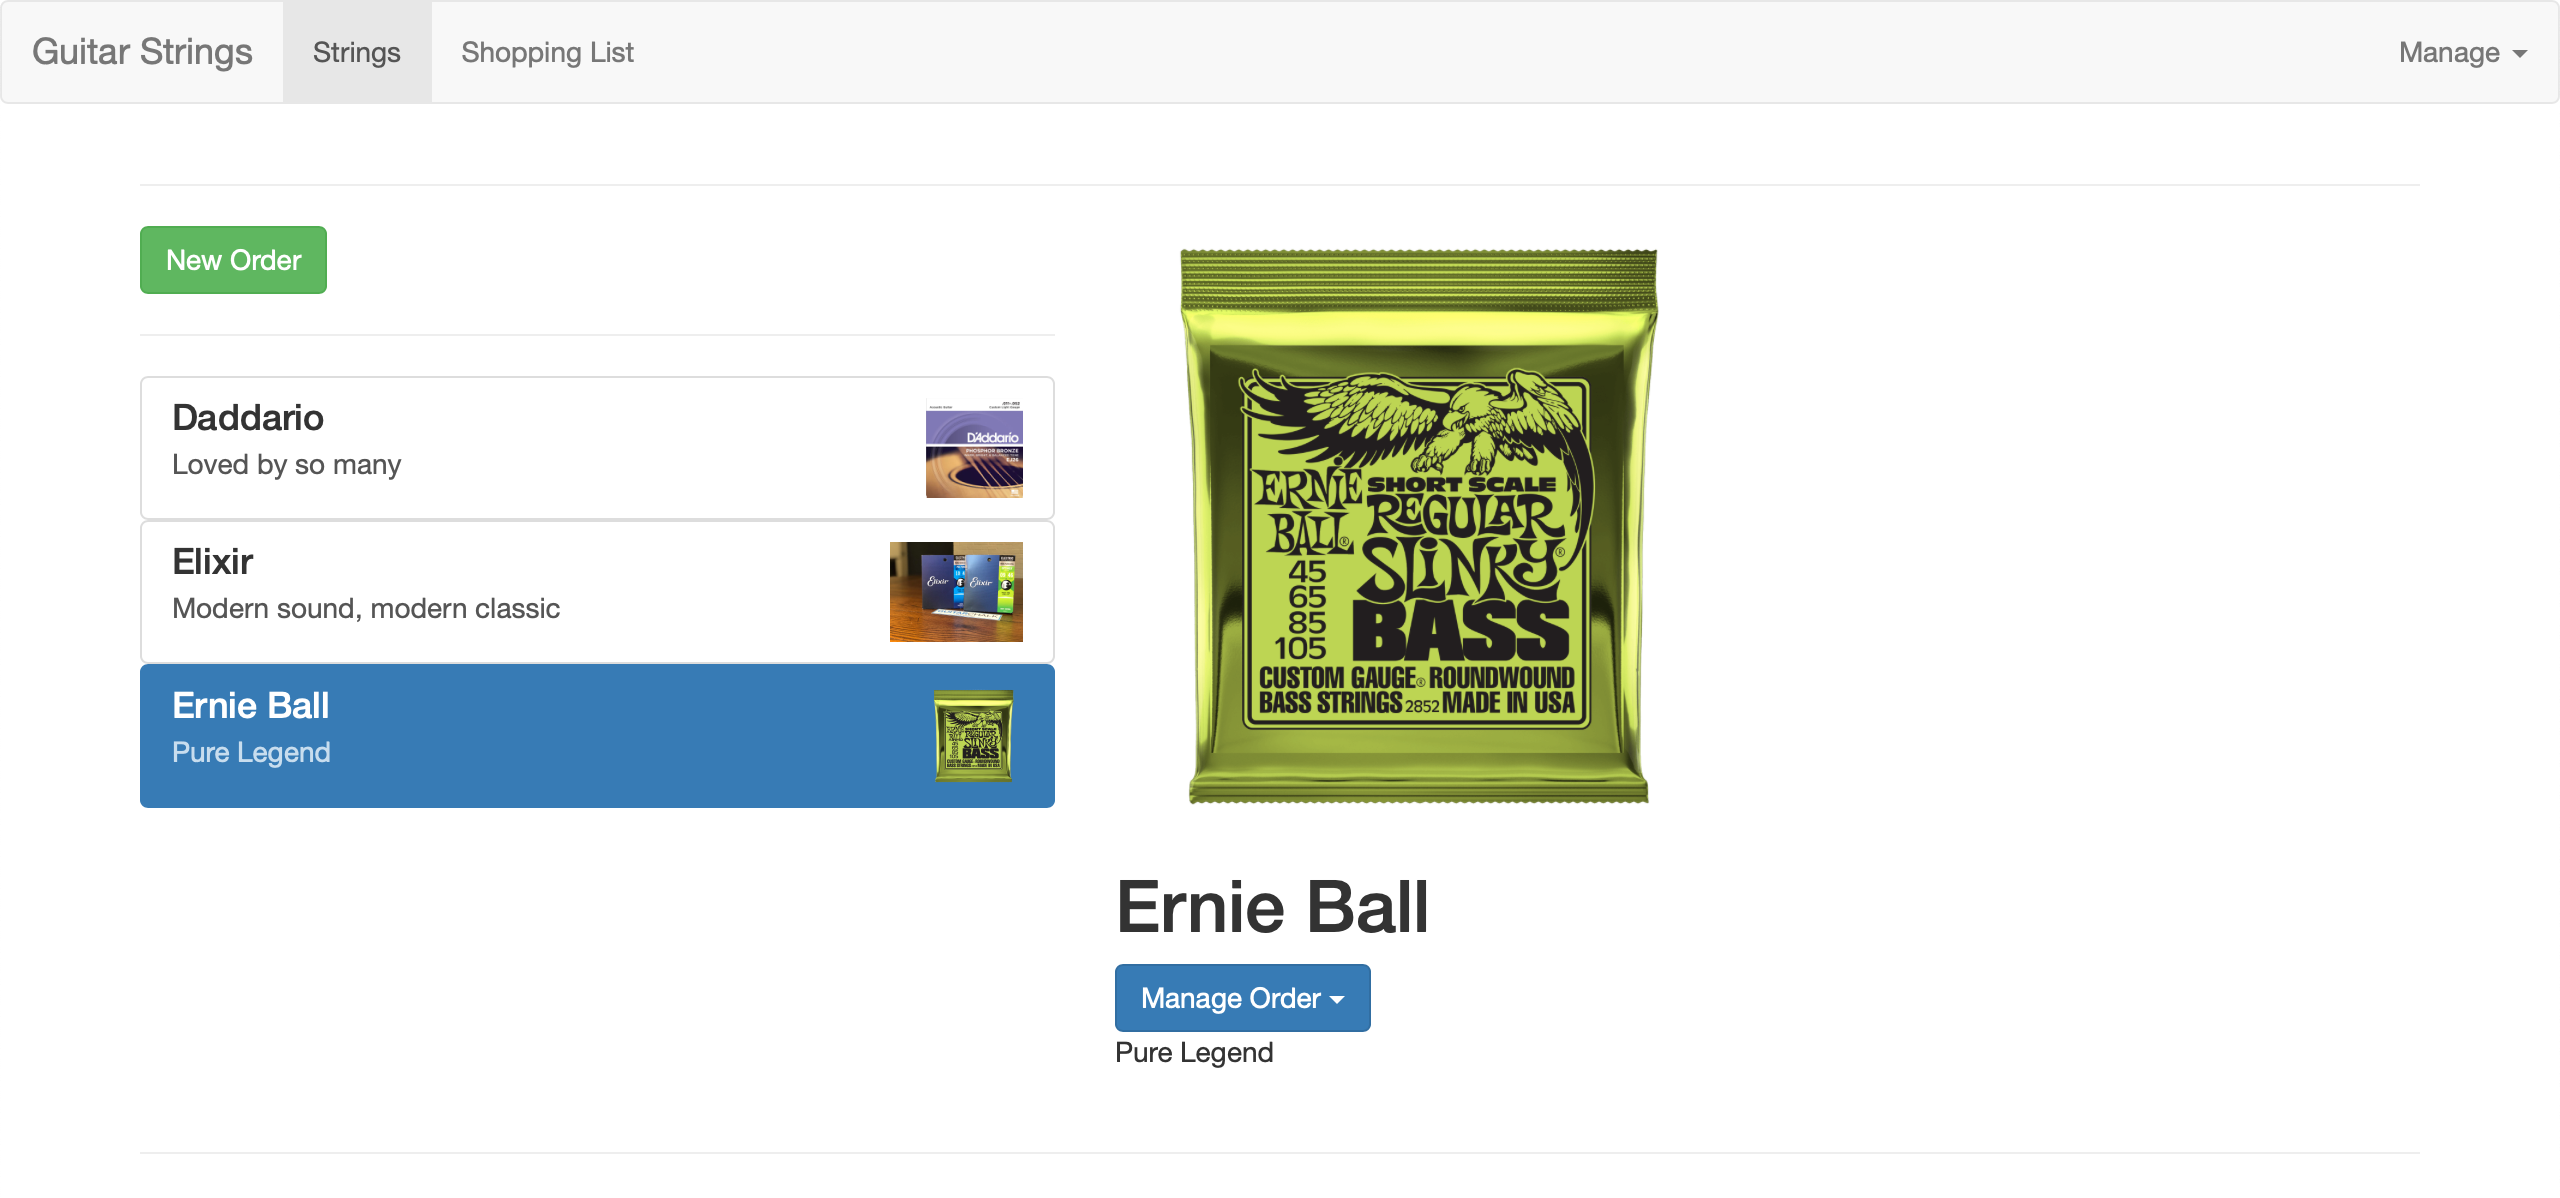 Guitar Strings Strings Shopping List Manage
New Order
Daddario
Loved by so many
D'Addario
PHOSPHOR BRONZE
Elixir
Modern sound, modern classic
Elixir Elixir
Ernie Ball
Pure Legend
ERNIE BALL®
SHORT SCALE
REGULAR
SLINKY®
BASS
45
65
85
105
CUSTOM GAUGE® ROUNDWOUND
BASS STRINGS 2852 MADE IN USA
Ernie Ball
Manage Order
Pure Legend